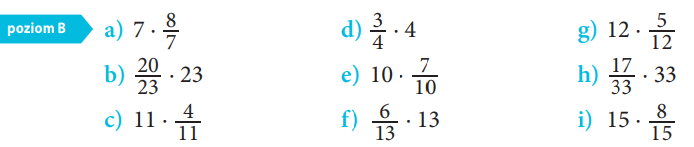 poziom B
a) 7 · 8/7
b) 20/23 · 23
c) 11 · 4/11
d) 3/4 · 4
e) 10 · 7/10
f) 6/13 · 13
g) 12 · 5/12
h) 17/33 · 33
i) 15 · 8/15